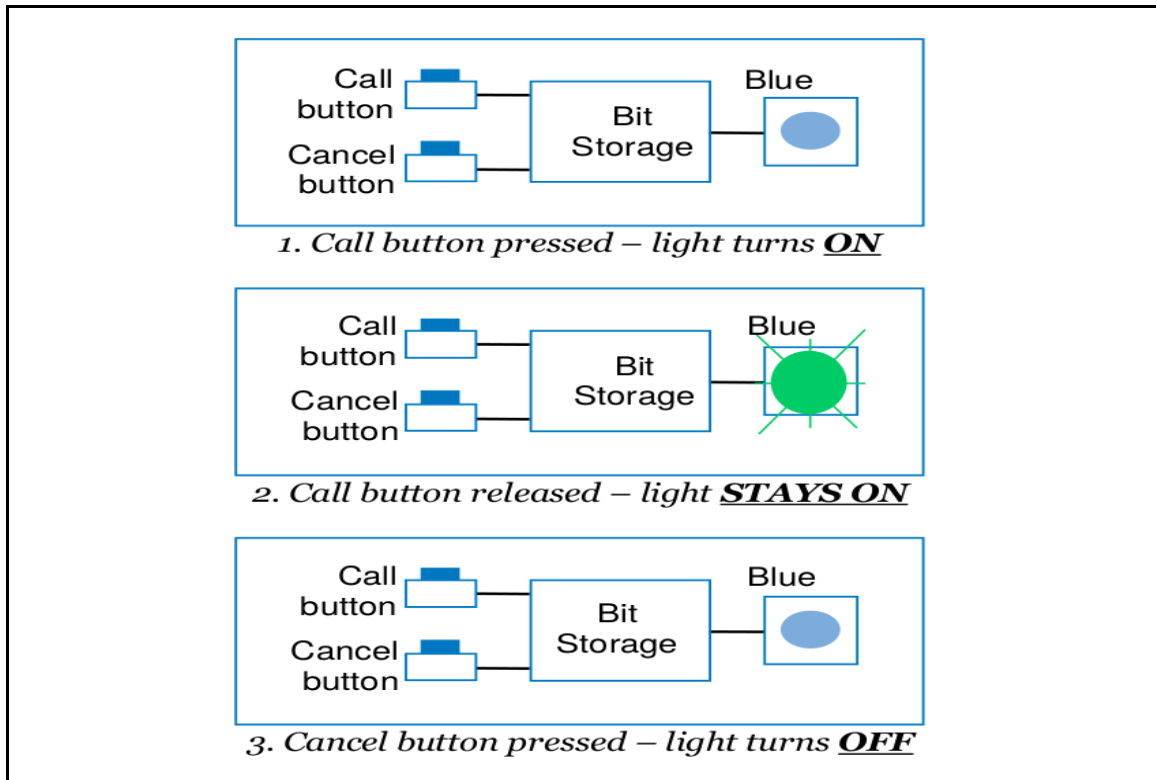 Call
button
Cancel
button
Bit
Storage
Blue
1. Call button pressed – light turns ON
Call
button
Cancel
button
Bit
Storage
Blue
2. Call button released – light STAYS ON
Call
button
Cancel
button
Bit
Storage
Blue
3. Cancel button pressed – light turns OFF